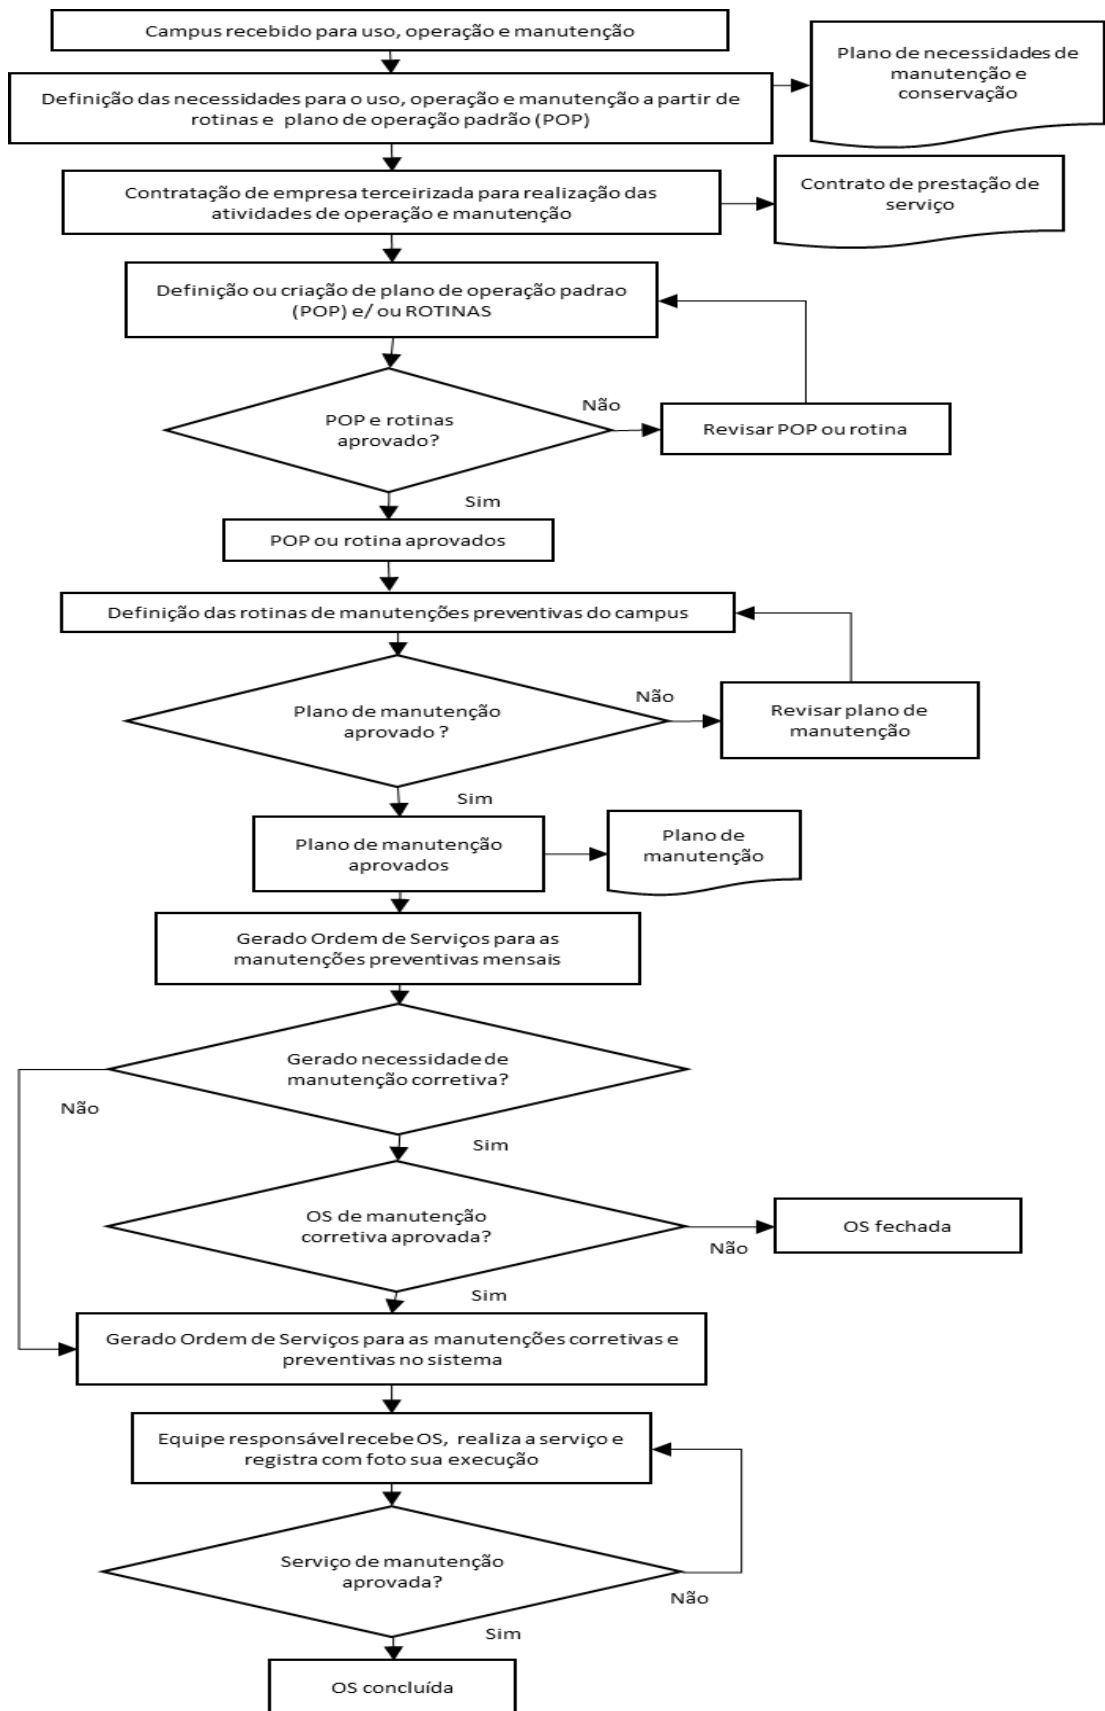 Campus recebido para uso, operação e manutenção
Plano de necessidades de
manutenção e
conservação
Definição das necessidades para o uso, operação e manutenção a partir de
rotinas e plano de operação padrão (POP)
Contratação de empresa terceirizada para realização das
atividades de operação e manutenção
Contrato de prestação de
serviço
Definição ou criação de plano de operação padrao
(POP) e/ ou ROTINAS
POP e rotinas
aprovado?
Não
Revisar POP ou rotina
Sim
POP ou rotina aprovados
Definição das rotinas de manutenções preventivas do campus
Plano de manutenção
aprovado ?
Não
Revisar plano de
manutenção
Sim
Plano de manutenção
aprovados
Plano de
manutenção
Gerado Ordem de Serviços para as
manutenções preventivas mensais
Gerado necessidade de
manutenção corretiva?
Não
Sim
OS de manutenção
corretiva aprovada?
Não
OS fechada
Sim
Gerado Ordem de Serviços para as manutenções corretivas e
preventivas no sistema
Equipe responsável recebe OS, realiza a serviço e
registra com foto sua execução
Serviço de manutenção
aprovada?
Não
Sim
OS concluída